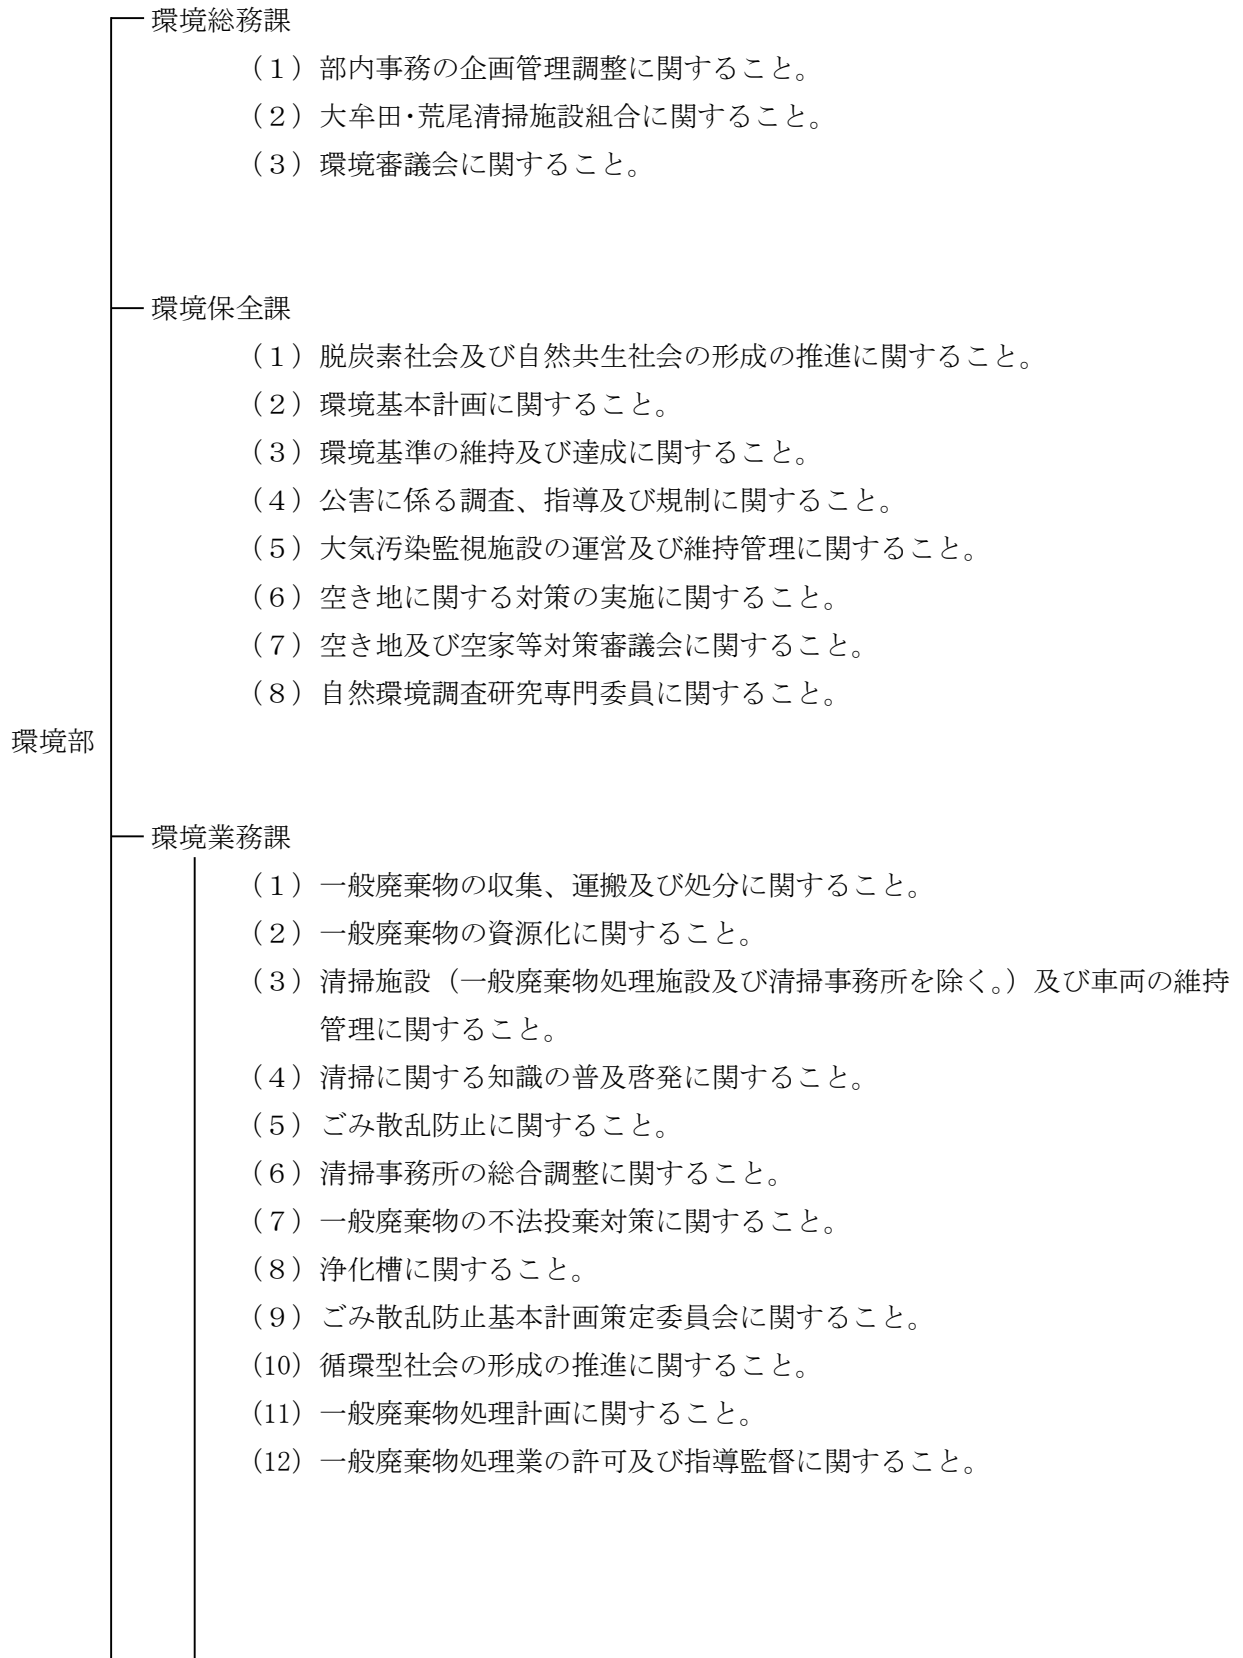 環境総務課
（１）部内事務の企画管理調整に関すること。
（２）大牟田･荒尾清掃施設組合に関すること。
（３）環境審議会に関すること。
環境保全課
（１）脱炭素社会及び自然共生社会の形成の推進に関すること。
（２）環境基本計画に関すること。
（３）環境基準の維持及び達成に関すること。
（４）公害に係る調査、指導及び規制に関すること。
（５）大気汚染監視施設の運営及び維持管理に関すること。
（６）空き地に関する対策の実施に関すること。
（７）空き地及び空家等対策審議会に関すること。
（８）自然環境調査研究専門委員に関すること。
環境部
環境業務課
（１）一般廃棄物の収集、運搬及び処分に関すること。
（２）一般廃棄物の資源化に関すること。
（３）清掃施設（一般廃棄物処理施設及び清掃事務所を除く。）及び車両の維持
管理に関すること。
（４）清掃に関する知識の普及啓発に関すること。
（５）ごみ散乱防止に関すること。
（６）清掃事務所の総合調整に関すること。
（７）一般廃棄物の不法投棄対策に関すること。
（８）浄化槽に関すること。
（９）ごみ散乱防止基本計画策定委員会に関すること。
(10) 循環型社会の形成の推進に関すること。
(11) 一般廃棄物処理計画に関すること。
(12) 一般廃棄物処理業の許可及び指導監督に関すること。